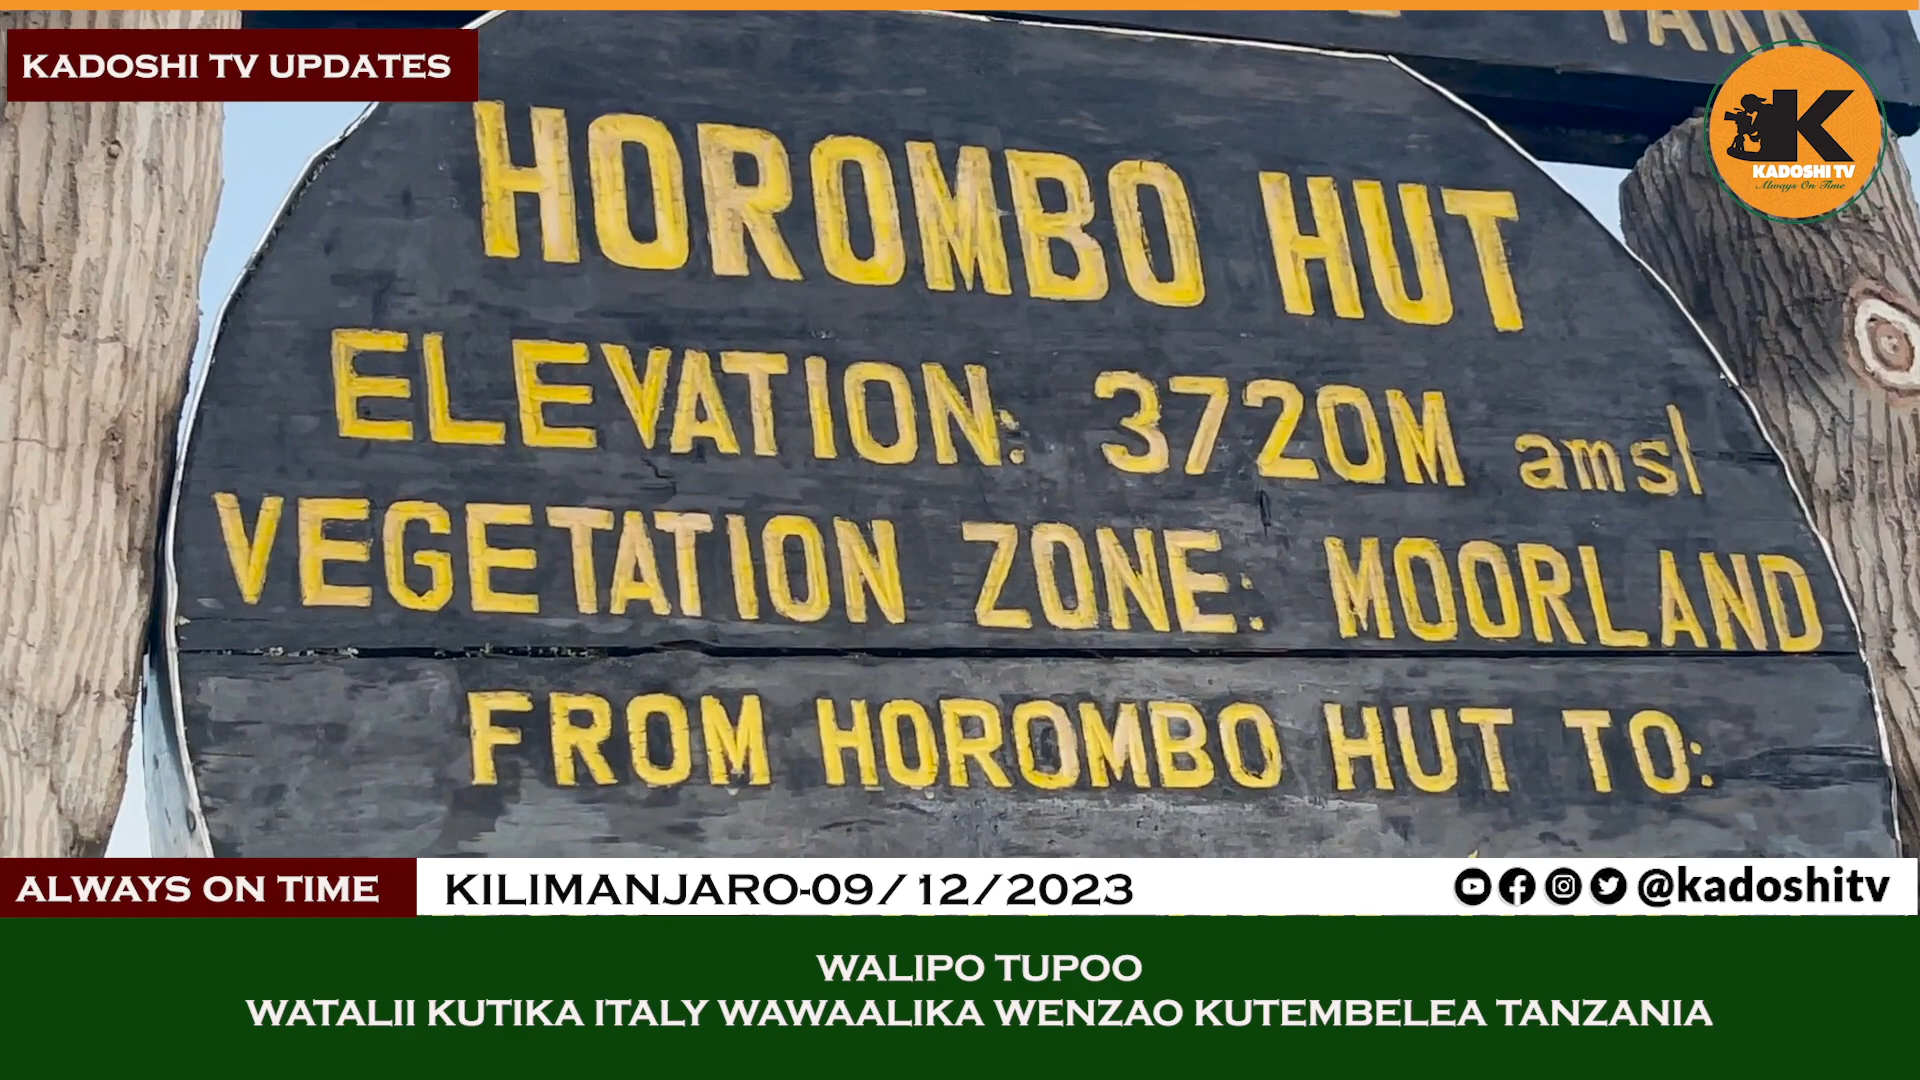 PARK
KADOSHI TV UPDATES
K
KADOSHI TV
Always On Time
HOROMBO HUT
ELEVATION: 3720M amsl
VEGETATION ZONE: MOORLAND
FROM HOROMBO HUT TO:
ALWAYS ON TIME
KILIMANJARO-09/12/2023
@kadoshitv
WALIPO TUPOO
WATALII KUTIKA ITALY WAWAALIKA WENZAO KUTEMBELEA TANZANIA